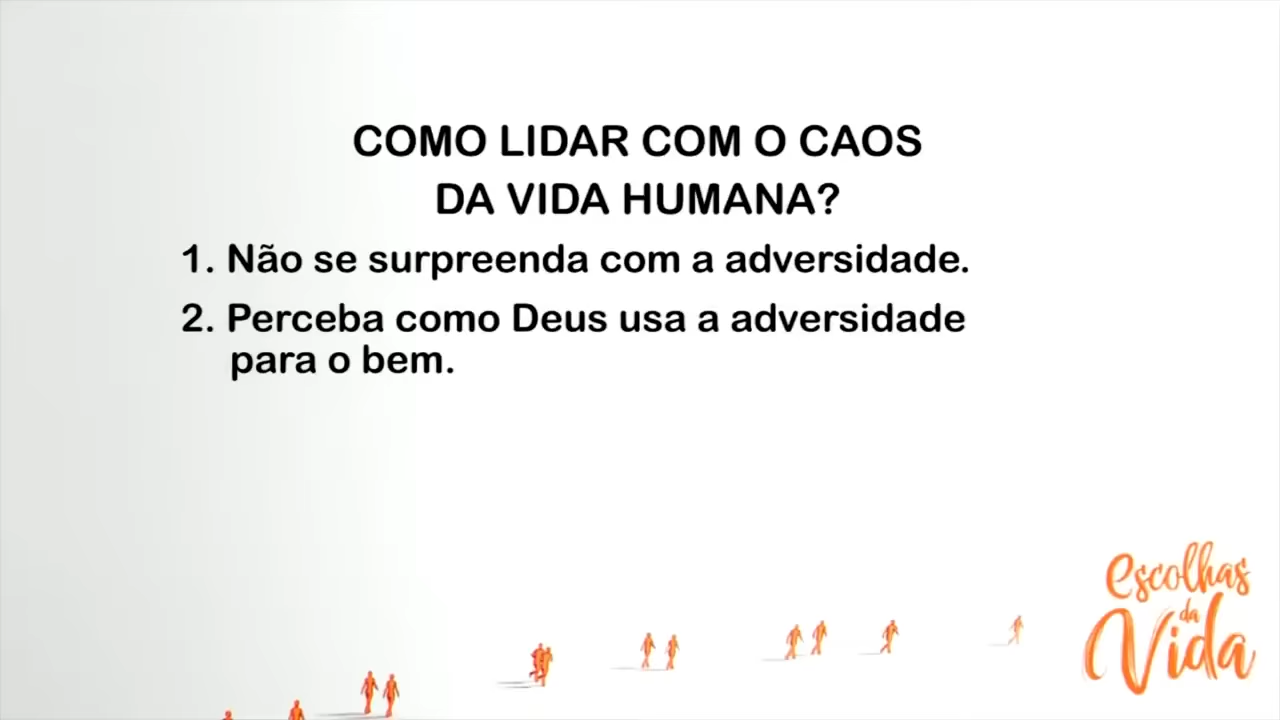 COMO LIDAR COM O CAOS
DA VIDA HUMANA?
1. Não se surpreenda com a adversidade.
2. Perceba como Deus usa a adversidade
para o bem.
Escolhas
da
Vida